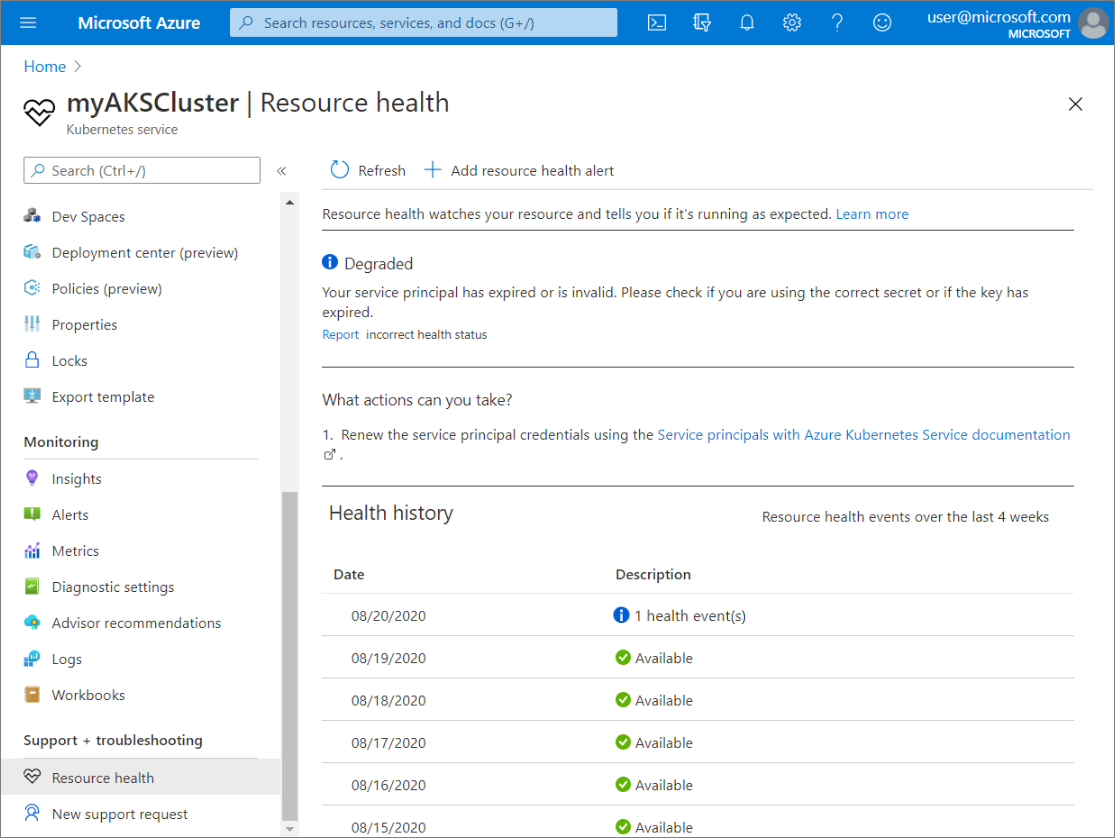 Microsoft Azure
Search resources, services, and docs (G+/)
user@microsoft.com
MICROSOFT
Home
myAKSCluster | Resource health
Kubernetes service
Search (Ctrl+/)
«
Dev Spaces
Deployment center (preview)
Policies (preview)
Properties
Locks
Export template
Monitoring
Insights
Alerts
Metrics
Diagnostic settings
Advisor recommendations
Logs
Workbooks
Support + troubleshooting
Resource health
New support request
Refresh
Add resource health alert
Resource health watches your resource and tells you if it's running as expected. Learn more
Degraded
Your service principal has expired or is invalid. Please check if you are using the correct secret or if the key has
expired.
Report incorrect health status
What actions can you take?
1. Renew the service principal credentials using the Service principals with Azure Kubernetes Service documentation
.
Health history
Resource health events over the last 4 weeks
Date Description
08/20/2020 1 health event(s)
08/19/2020 Available
08/18/2020 Available
08/17/2020 Available
08/16/2020 Available
08/15/2020 Available